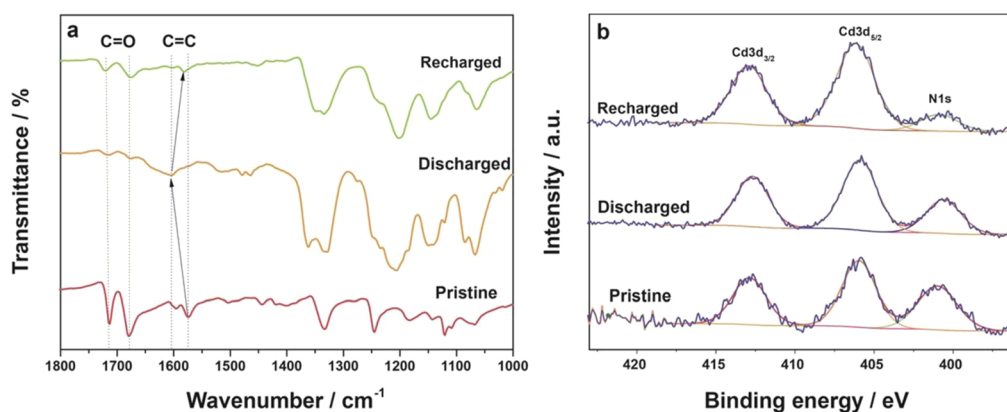 a
C=O C=C
Recharged
Discharged
Pristine
Transmittance / %
1800 1700 1600 1500 1400 1300 1200 1100 1000
Wavenumber / cm⁻¹
b
Cd3d₃/₂
Cd3d₅/₂
N1s
Recharged
Discharged
Pristine
Intensity / a.u.
420 415 410 405 400
Binding energy / eV